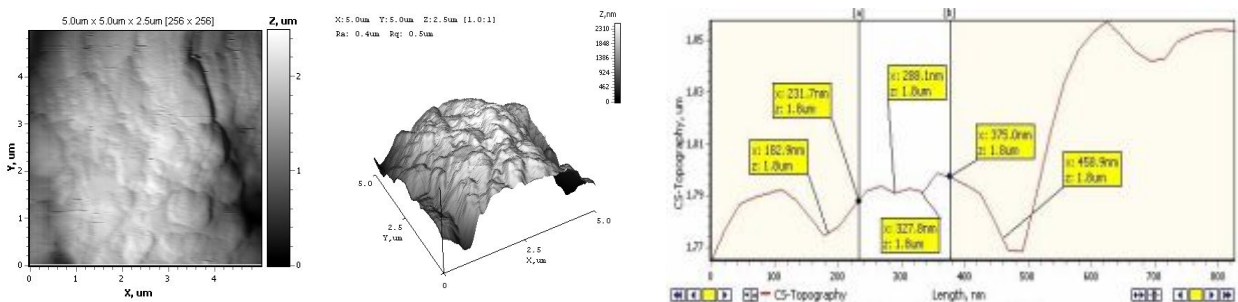 5.0um x 5.0um x 2.5um [256 x 256]
Z, um
2
1
0
4
3
2
1
0
Y, um
0
1
2
3
4
X, um
X:5.0um Y:5.0um Z:2.5um [1.0:1]
Ra: 0.4um Rq: 0.5um
Z,nm
2310
1848
1386
924
462
0
5.0
2.5
Y,um
0
2.5
X,um
5.0
a
b
1.85
1.83
1.81
1.79
1.77
CS-Topography, um
x: 182.9nm
z: 1.8um
x: 231.7nm
z: 1.8um
x: 288.1nm
z: 1.8um
x: 327.8nm
z: 1.8um
x: 375.0nm
z: 1.8um
x: 458.9nm
z: 1.8um
0
100
200
300
400
500
600
700
800
CS-Topography
Length, nm